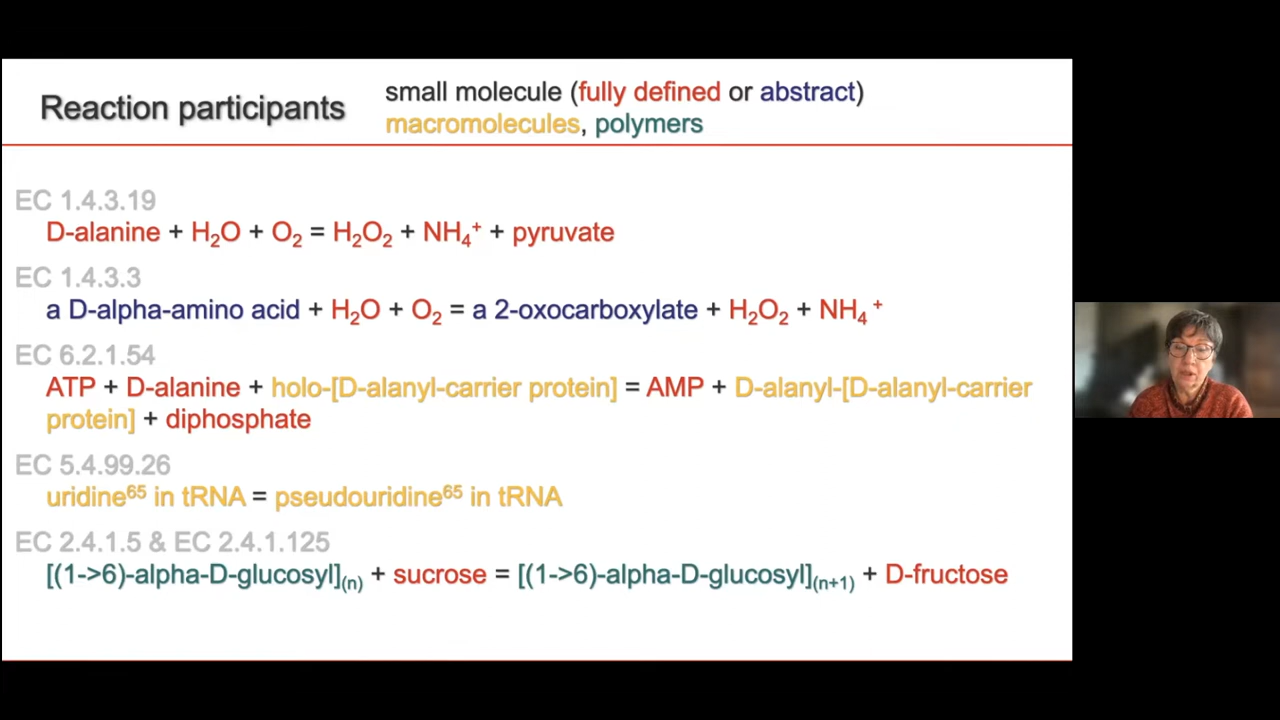 Reaction participants
small molecule (fully defined or abstract)
macromolecules, polymers
EC 1.4.3.19
D-alanine + H₂O + O₂ = H₂O₂ + NH₄⁺ + pyruvate
EC 1.4.3.3
a D-alpha-amino acid + H₂O + O₂ = a 2-oxocarboxylate + H₂O₂ + NH₄ ⁺
EC 6.2.1.54
ATP + D-alanine + holo-[D-alanyl-carrier protein] = AMP + D-alanyl-[D-alanyl-carrier
protein] + diphosphate
EC 5.4.99.26
uridine⁶⁵ in tRNA = pseudouridine⁶⁵ in tRNA
EC 2.4.1.5 & EC 2.4.1.125
[(1->6)-alpha-D-glucosyl]₍ₙ₎ + sucrose = [(1->6)-alpha-D-glucosyl]₍ₙ₊₁₎ + D-fructose